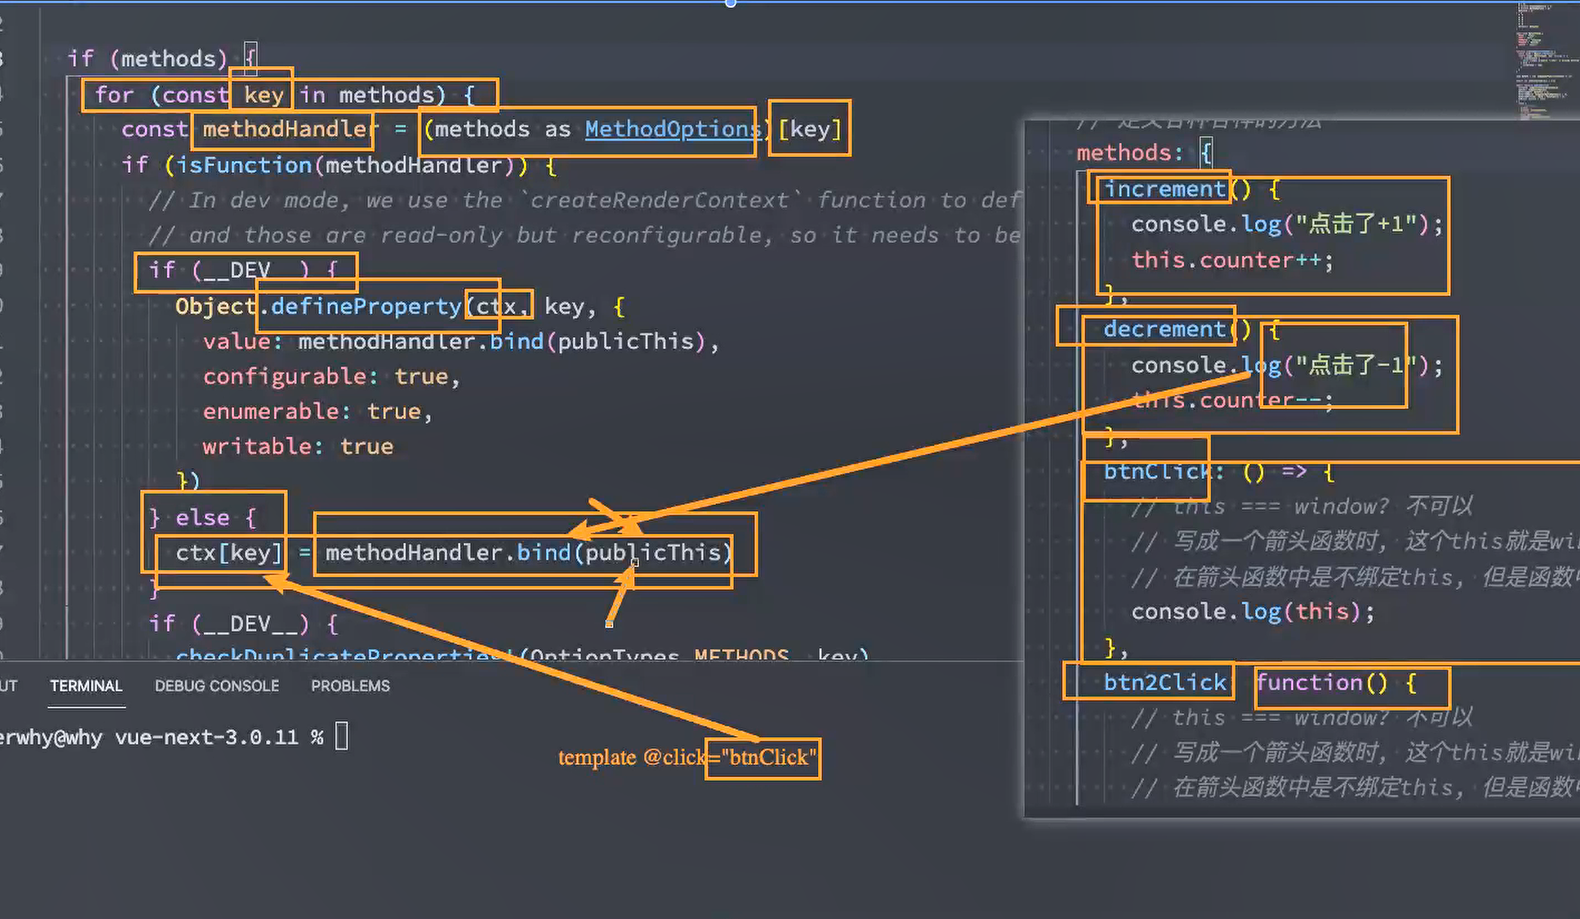 if (methods) {
for (const key in methods) {
const methodHandler = (methods as MethodOptions)[key]
if (isFunction(methodHandler)) {
// In dev mode, we use the `createRenderContext` function to def
// and those are read-only but reconfigurable, so it needs to be
if (__DEV__) {
Object.defineProperty(ctx, key, {
value: methodHandler.bind(publicThis),
configurable: true,
enumerable: true,
writable: true
})
} else {
ctx[key] = methodHandler.bind(publicThis)
}
if (__DEV__) {
checkDuplicateProperties!(OptionTypes.METHODS, key)
methods: {
increment() {
console.log("点击了+1");
this.counter++;
},
decrement() {
console.log("点击了-1");
this.counter--;
},
btnClick: () => {
// this === window? 不可以
// 写成一个箭头函数时, 这个this就是win
// 在箭头函数中是不绑定this, 但是函数中
console.log(this);
},
btn2Click function() {
// this === window? 不可以
// 写成一个箭头函数时, 这个this就是win
// 在箭头函数中是不绑定this, 但是函数中
UT TERMINAL DEBUG CONSOLE PROBLEMS
erwhy@why vue-next-3.0.11 %
template @click="btnClick"